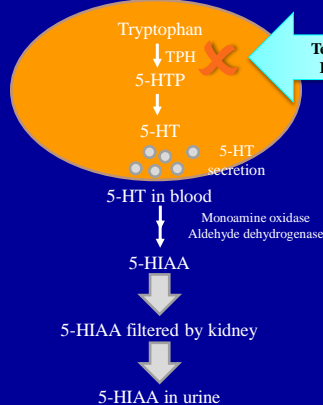 Tryptophan
TPH
5-HTP
5-HT
5-HT
secretion
5-HT in blood
Monoamine oxidase
Aldehyde dehydrogenase
5-HIAA
5-HIAA filtered by kidney
5-HIAA in urine